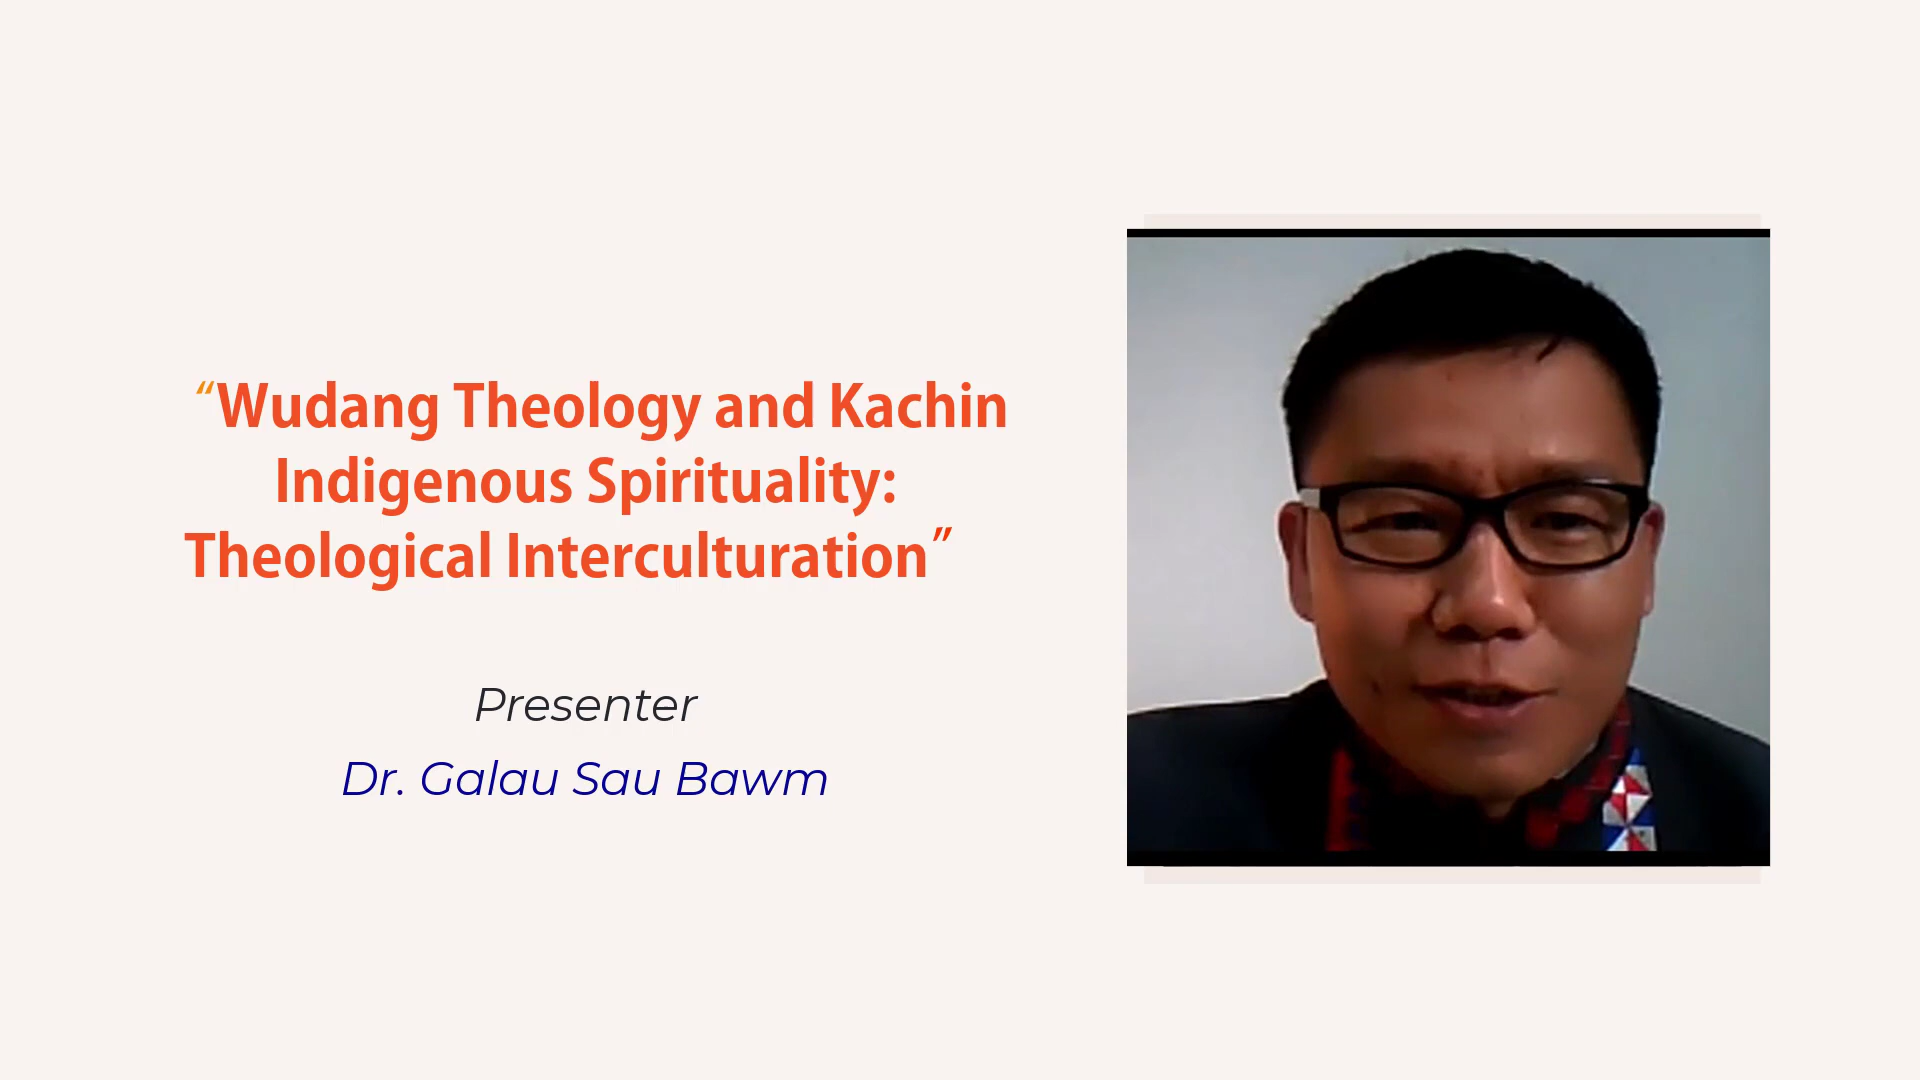 “Wudang Theology and Kachin
Indigenous Spirituality:
Theological Interculturation”
Presenter
Dr. Galau Sau Bawm